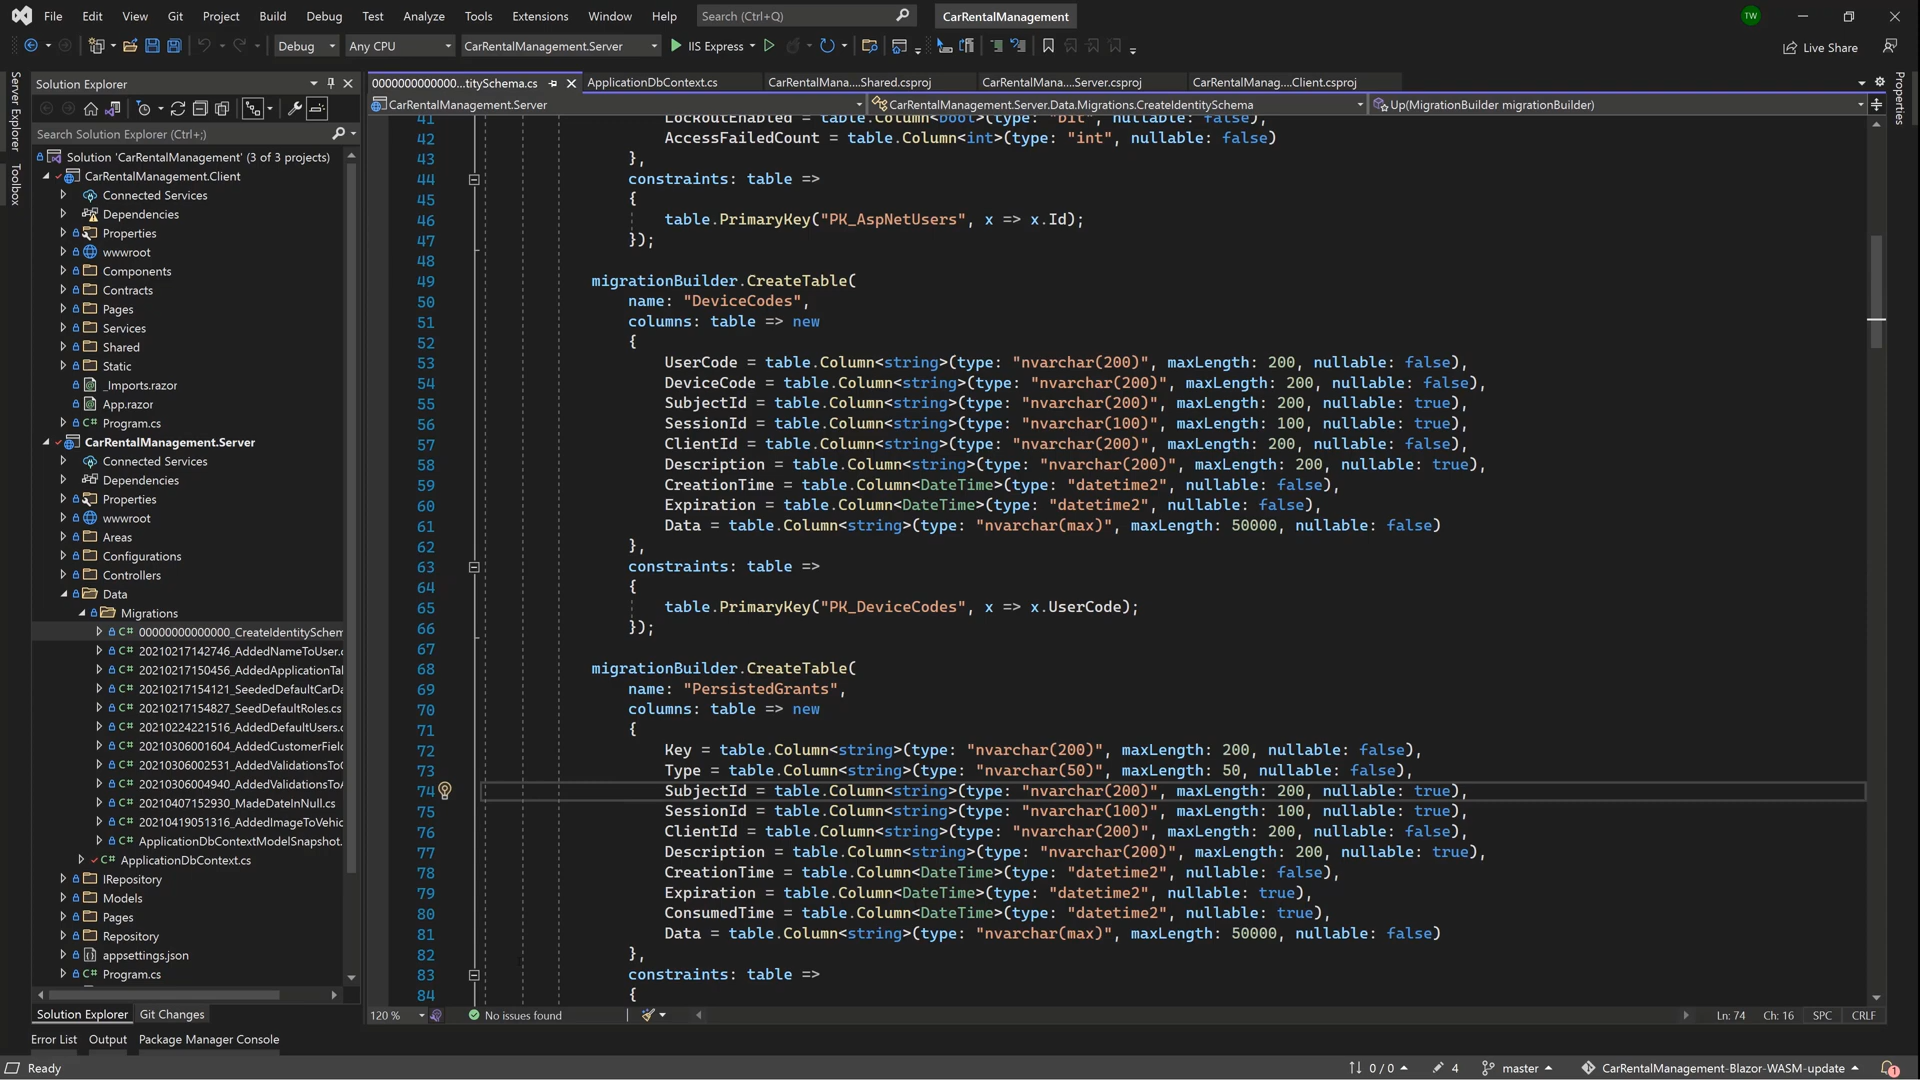 File Edit View Git Project Build Debug Test Analyze Tools Extensions Window Help Search (Ctrl+Q) CarRentalManagement TW
Debug Any CPU CarRentalManagement.Server IIS Express Live Share
Server Explorer
Toolbox
Solution Explorer
Search Solution Explorer (Ctrl+;)
Solution 'CarRentalManagement' (3 of 3 projects)
CarRentalManagement.Client
Connected Services
Dependencies
Properties
wwwroot
Components
Contracts
Pages
Services
Shared
Static
_Imports.razor
App.razor
C# Program.cs
CarRentalManagement.Server
Connected Services
Dependencies
Properties
wwwroot
Areas
Configurations
Controllers
Data
Migrations
C# 00000000000000_CreateIdentitySchem
C# 20210217142746_AddedNameToUser.c
C# 20210217150456_AddedApplicationTal
C# 20210217154121_SeededDefaultCarDa
C# 20210217154827_SeedDefaultRoles.cs
C# 20210224221516_AddedDefaultUsers.c
C# 20210306001604_AddedCustomerField
C# 20210306002531_AddedValidationsToC
C# 20210306004940_AddedValidationsToA
C# 20210407152930_MadeDateInNull.cs
C# 20210419051316_AddedImageToVehic
C# ApplicationDbContextModelSnapshot.
C# ApplicationDbContext.cs
IRepository
Models
Pages
Repository
appsettings.json
C# Program.cs
Solution Explorer Git Changes
0000000000000...titySchema.cs ApplicationDbContext.cs CarRentalMana....Shared.csproj CarRentalMana....Server.csproj CarRentalManag....Client.csproj
CarRentalManagement.Server CarRentalManagement.Server.Data.Migrations.CreateIdentitySchema Up(MigrationBuilder migrationBuilder)
Properties
41 LockoutEnabled = table.Column<bool>(type: "bit", nullable: false),
42 AccessFailedCount = table.Column<int>(type: "int", nullable: false)
43 },
44 constraints: table =>
45 {
46 table.PrimaryKey("PK_AspNetUsers", x => x.Id);
47 });
48
49 migrationBuilder.CreateTable(
50 name: "DeviceCodes",
51 columns: table => new
52 {
53 UserCode = table.Column<string>(type: "nvarchar(200)", maxLength: 200, nullable: false),
54 DeviceCode = table.Column<string>(type: "nvarchar(200)", maxLength: 200, nullable: false),
55 SubjectId = table.Column<string>(type: "nvarchar(200)", maxLength: 200, nullable: true),
56 SessionId = table.Column<string>(type: "nvarchar(100)", maxLength: 100, nullable: true),
57 ClientId = table.Column<string>(type: "nvarchar(200)", maxLength: 200, nullable: false),
58 Description = table.Column<string>(type: "nvarchar(200)", maxLength: 200, nullable: true),
59 CreationTime = table.Column<DateTime>(type: "datetime2", nullable: false),
60 Expiration = table.Column<DateTime>(type: "datetime2", nullable: false),
61 Data = table.Column<string>(type: "nvarchar(max)", maxLength: 50000, nullable: false)
62 },
63 constraints: table =>
64 {
65 table.PrimaryKey("PK_DeviceCodes", x => x.UserCode);
66 });
67
68 migrationBuilder.CreateTable(
69 name: "PersistedGrants",
70 columns: table => new
71 {
72 Key = table.Column<string>(type: "nvarchar(200)", maxLength: 200, nullable: false),
73 Type = table.Column<string>(type: "nvarchar(50)", maxLength: 50, nullable: false),
74 SubjectId = table.Column<string>(type: "nvarchar(200)", maxLength: 200, nullable: true),
75 SessionId = table.Column<string>(type: "nvarchar(100)", maxLength: 100, nullable: true),
76 ClientId = table.Column<string>(type: "nvarchar(200)", maxLength: 200, nullable: false),
77 Description = table.Column<string>(type: "nvarchar(200)", maxLength: 200, nullable: true),
78 CreationTime = table.Column<DateTime>(type: "datetime2", nullable: false),
79 Expiration = table.Column<DateTime>(type: "datetime2", nullable: true),
80 ConsumedTime = table.Column<DateTime>(type: "datetime2", nullable: true),
81 Data = table.Column<string>(type: "nvarchar(max)", maxLength: 50000, nullable: false)
82 },
83 constraints: table =>
84 {
120 % No issues found Ln: 74 Ch: 16 SPC CRLF
Error List Output Package Manager Console
Ready 0 / 0 4 master CarRentalManagement-Blazor-WASM-update 1